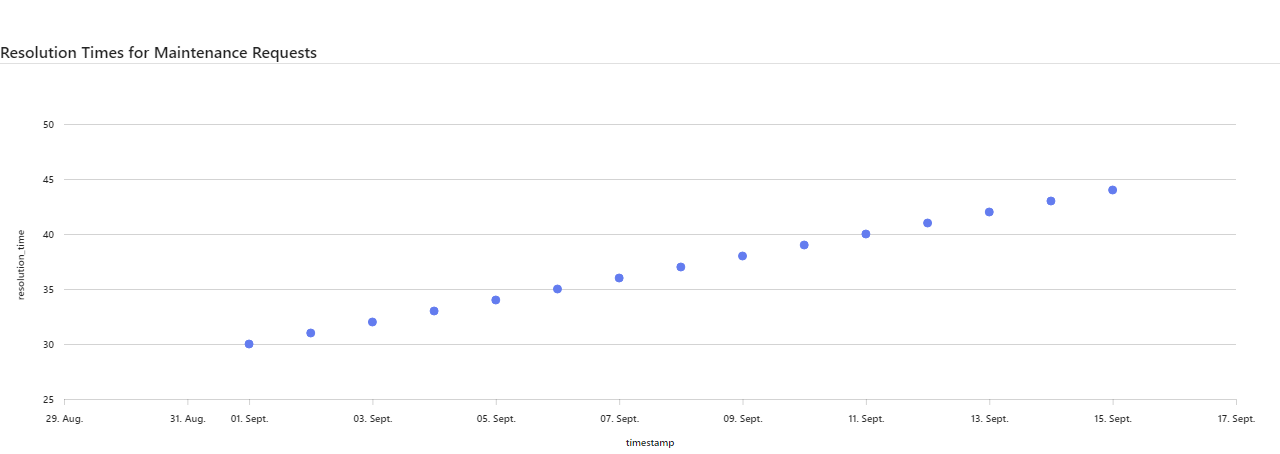 Resolution Times for Maintenance Requests
50
45
40
35
30
25
resolution_time
29. Aug. 31. Aug. 01. Sept. 03. Sept. 05. Sept. 07. Sept. 09. Sept. 11. Sept. 13. Sept. 15. Sept. 17. Sept.
timestamp